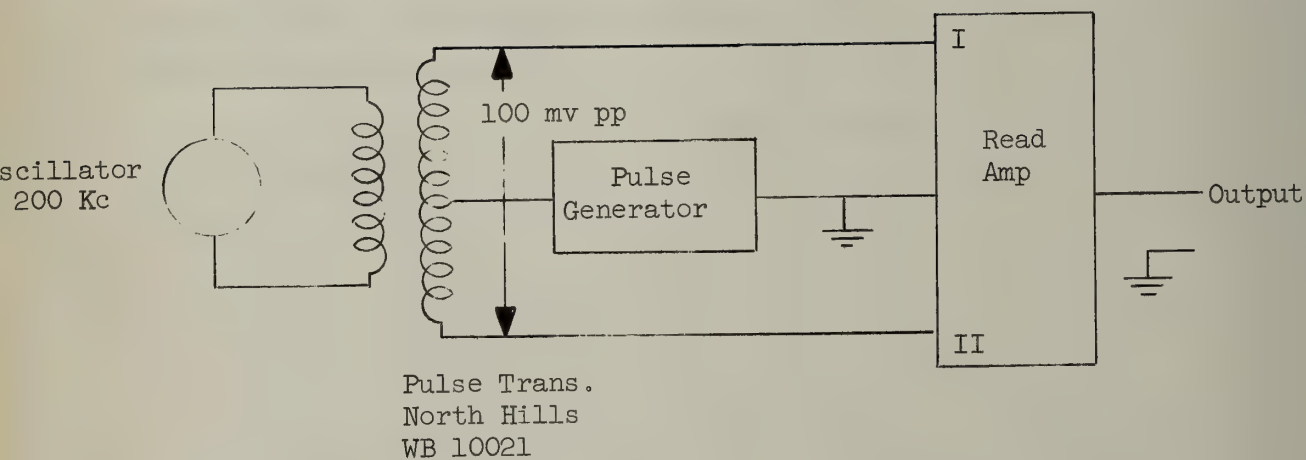 scillator
200 Kc
100 mv pp
Pulse
Generator
I
Read
Amp
II
Output
Pulse Trans.
North Hills
WB 10021